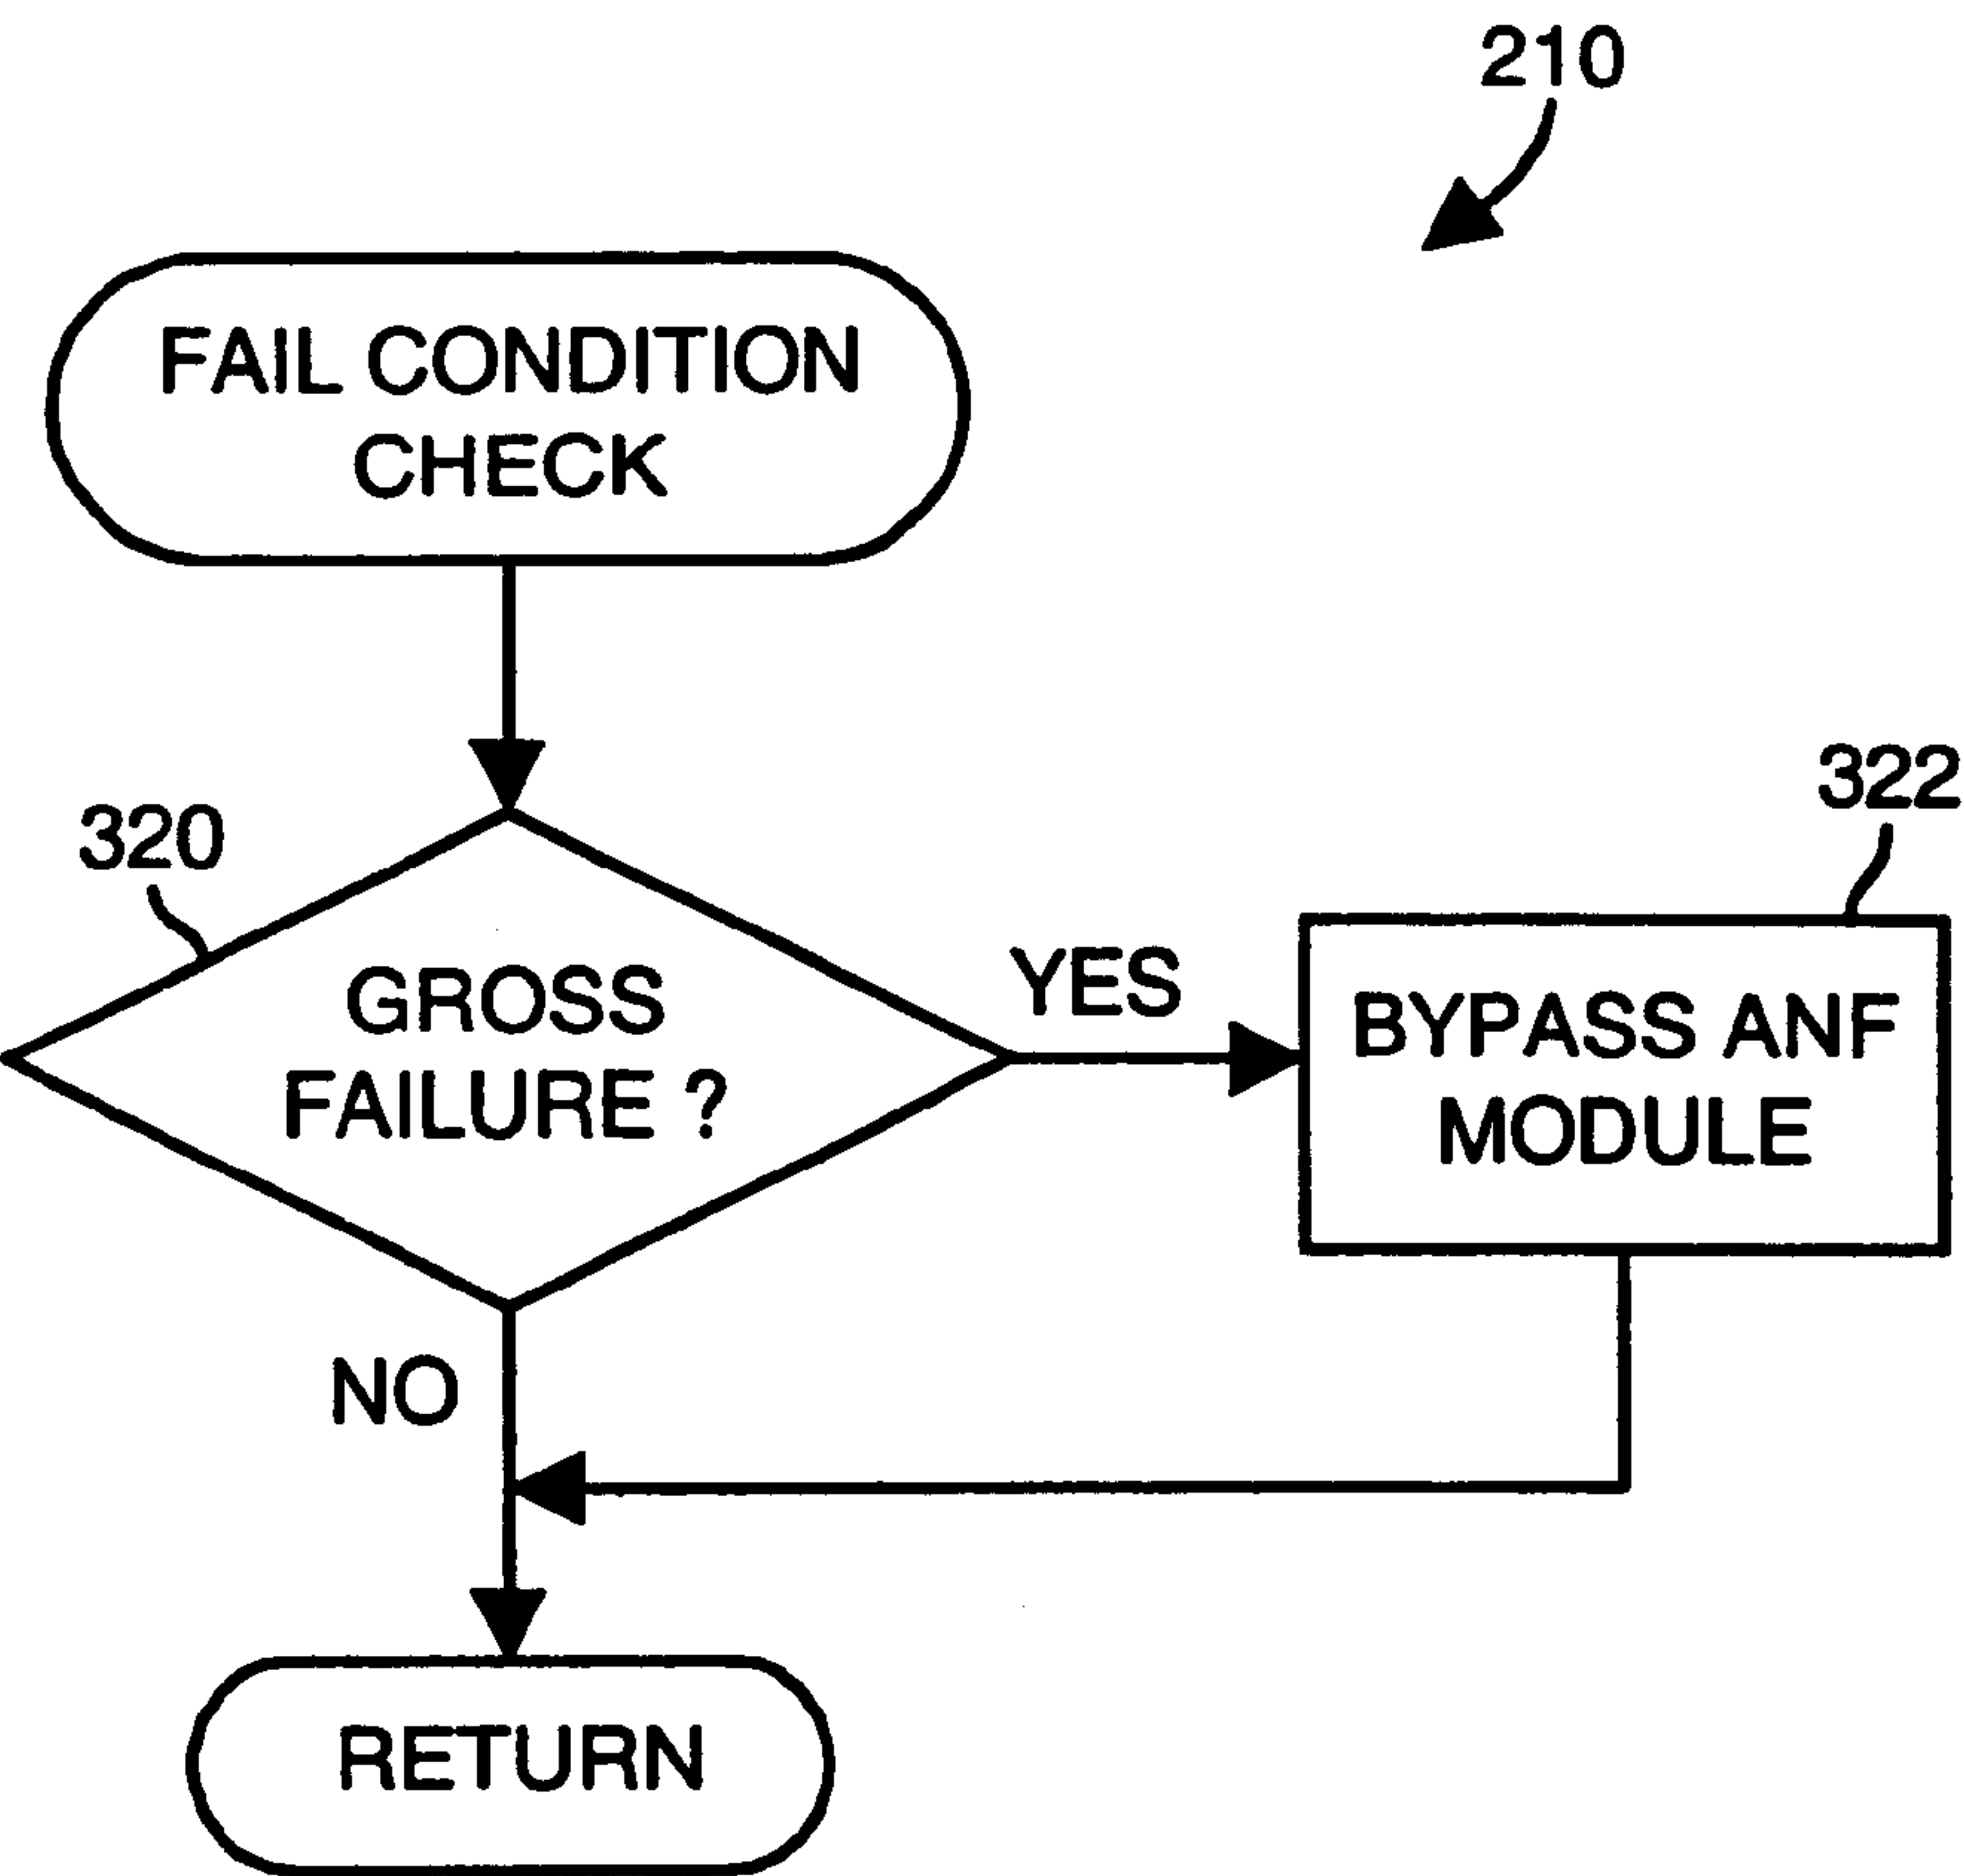 210
FAIL CONDITION
CHECK
320
322
GROSS
FAILURE ?
YES
BYPASS ANF
MODULE
NO
RETURN